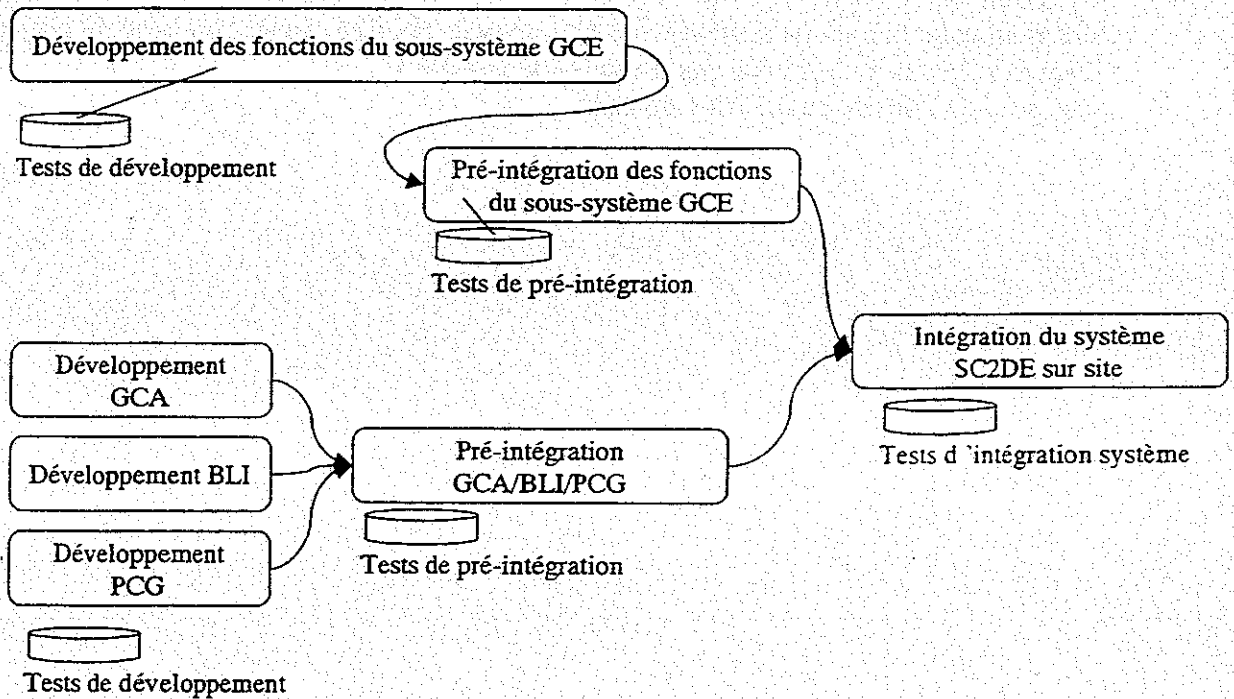 Développement des fonctions du sous-système GCE
Tests de développement
Pré-intégration des fonctions
du sous-système GCE
Tests de pré-intégration
Intégration du système
SC2DE sur site
Tests d 'intégration système
Développement
GCA
Développement BLI
Développement
PCG
Tests de développement
Pré-intégration
GCA/BLI/PCG
Tests de pré-intégration